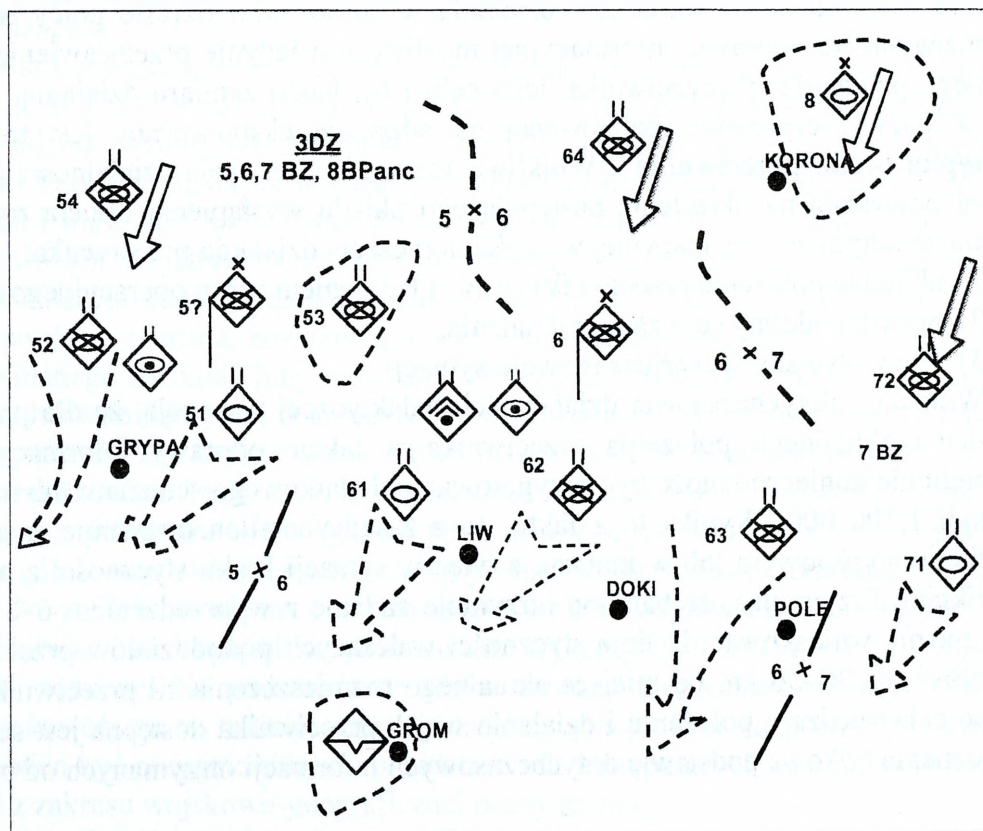 8
3DZ
5,6,7 BZ, 8BPanc
64
KORONA
54
5 x 6
53
5?
52
6
6 x 7
72
51
7 BZ
GRYPA
61
62
LIW
63
71
DOKI
POLE
5 x 6
6 x 7
GROM